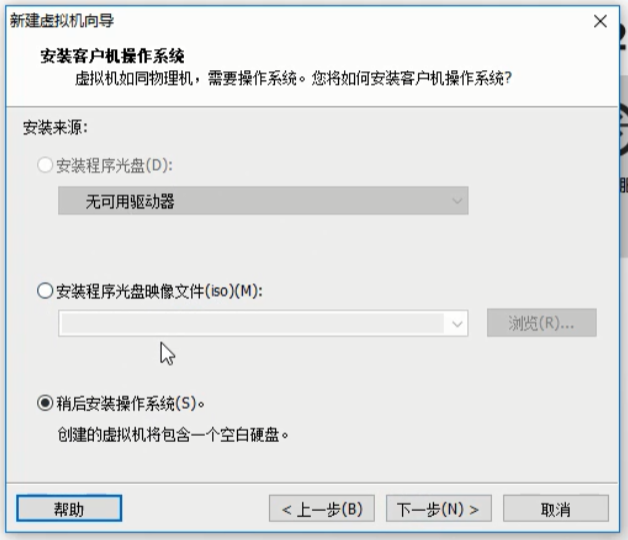 新建虚拟机向导
安装客户机操作系统
虚拟机如同物理机，需要操作系统。您将如何安装客户机操作系统?
安装来源:
安装程序光盘(D):
无可用驱动器
安装程序光盘映像文件(iso)(M):
浏览(R)...
稍后安装操作系统(S)。
创建的虚拟机将包含一个空白硬盘。
帮助
< 上一步(B)
下一步(N) >
取消